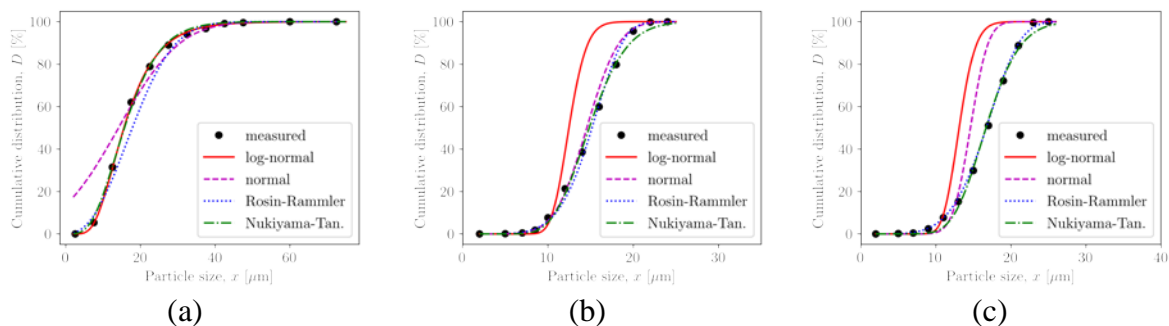 Cumulative distribution, D [%]
100
80
60
40
20
0
measured
log-normal
normal
Rosin-Rammler
Nukiyama-Tan.
0
20
40
60
Particle size, x [μm]
(a)
Cumulative distribution, D [%]
100
80
60
40
20
0
measured
log-normal
normal
Rosin-Rammler
Nukiyama-Tan.
0
10
20
30
Particle size, x [μm]
(b)
Cumulative distribution, D [%]
100
80
60
40
20
0
measured
log-normal
normal
Rosin-Rammler
Nukiyama-Tan.
0
10
20
30
40
Particle size, x [μm]
(c)